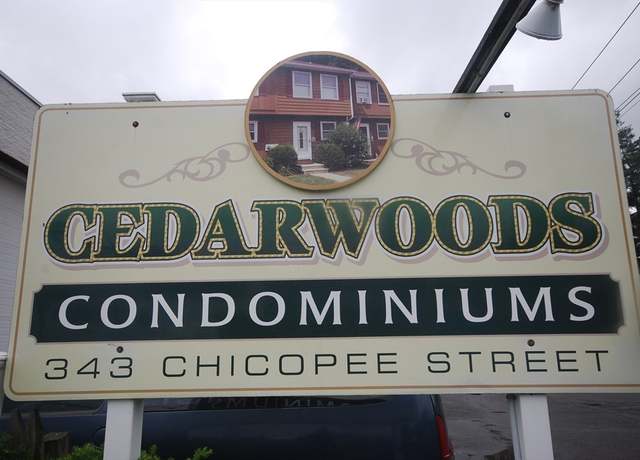 CEDARWOODS
CONDOMINIUMS
343 CHICOPEE STREET